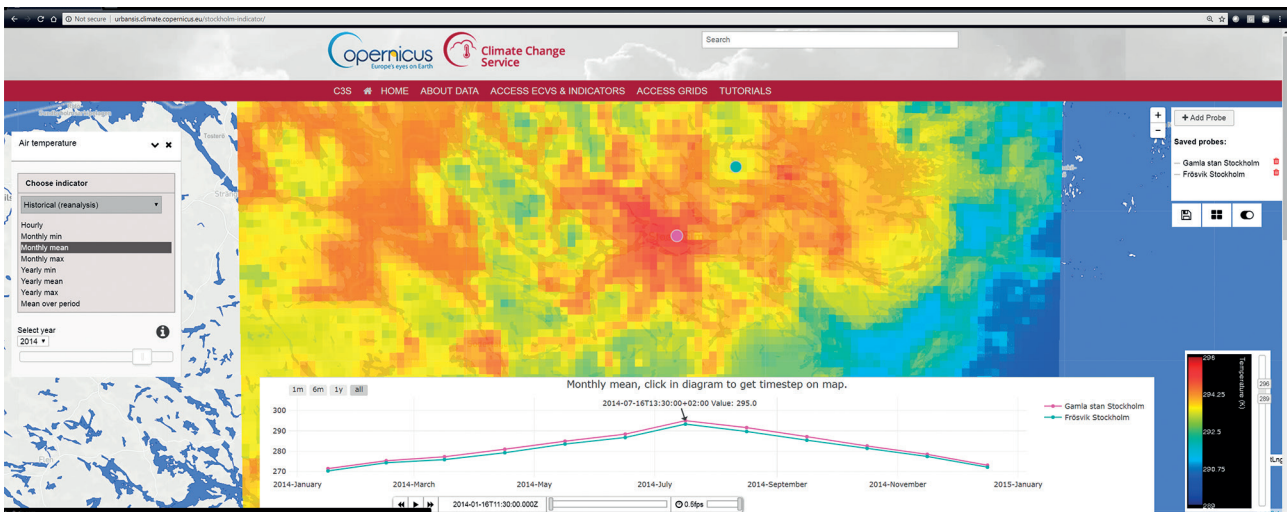 Not secure | urbansis.climate.copernicus.eu/stockholm-indicator/
opernicus
Europe's eyes on Earth
Climate Change
Service
Search
C3S HOME ABOUT DATA ACCESS ECVS & INDICATORS ACCESS GRIDS TUTORIALS
Air temperature
Choose indicator
Historical (reanalysis)
Hourly
Monthly min
Monthly mean
Monthly max
Yearly min
Yearly mean
Yearly max
Mean over period
Select year
2014
+
−
+ Add Probe
Saved probes:
Gamla stan Stockholm
Frösvik Stockholm
1m 6m 1y all
Monthly mean, click in diagram to get timestep on map.
2014-07-16T13:30:00+02:00 Value: 295.0
300
290
280
270
2014-January 2014-March 2014-May 2014-July 2014-September 2014-November 2015-January
Gamla stan Stockholm
Frösvik Stockholm
2014-01-16T11:30:00.000Z
0.6fps
Temperature (K)
296
294.25
292.5
290.75
289
296
289